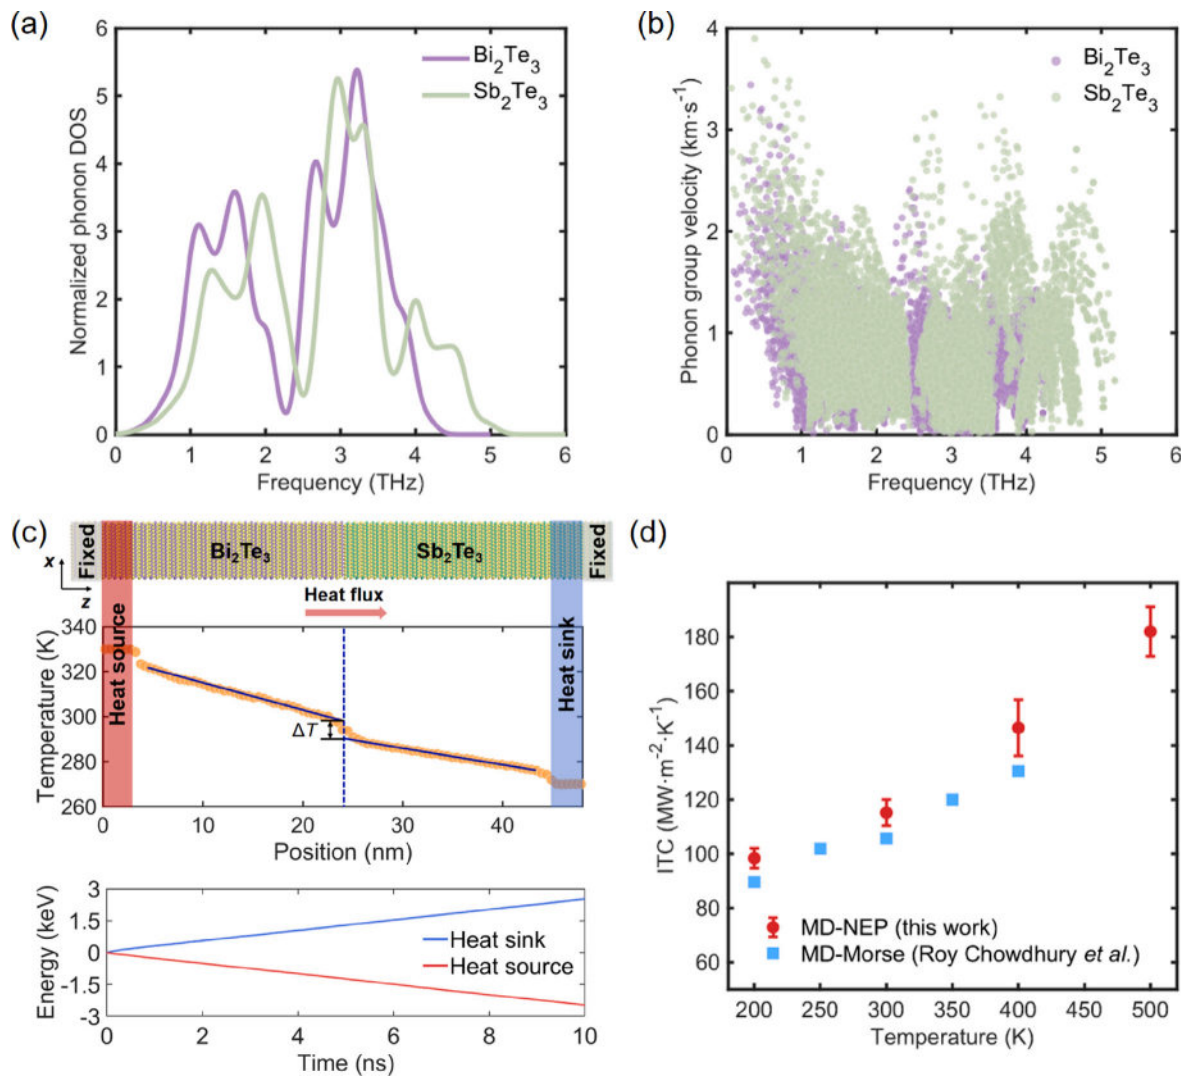 (a)
6
5
4
3
2
1
0
Normalized phonon DOS
Bi₂Te₃
Sb₂Te₃
0 1 2 3 4 5 6
Frequency (THz)
(b)
4
3
2
1
0
Phonon group velocity (km·s⁻¹)
Bi₂Te₃
Sb₂Te₃
0 1 2 3 4 5 6
Frequency (THz)
(c)
Fixed
Bi₂Te₃
Sb₂Te₃
Fixed
x
z
Heat flux
Heat source
Heat sink
340
320
300
280
260
Temperature (K)
ΔT
0 10 20 30 40
Position (nm)
3
1.5
0
-1.5
-3
Energy (keV)
Heat sink
Heat source
0 2 4 6 8 10
Time (ns)
(d)
180
160
140
120
100
80
60
ITC (MW·m⁻²·K⁻¹)
MD-NEP (this work)
MD-Morse (Roy Chowdhury et al.)
200 250 300 350 400 450 500
Temperature (K)